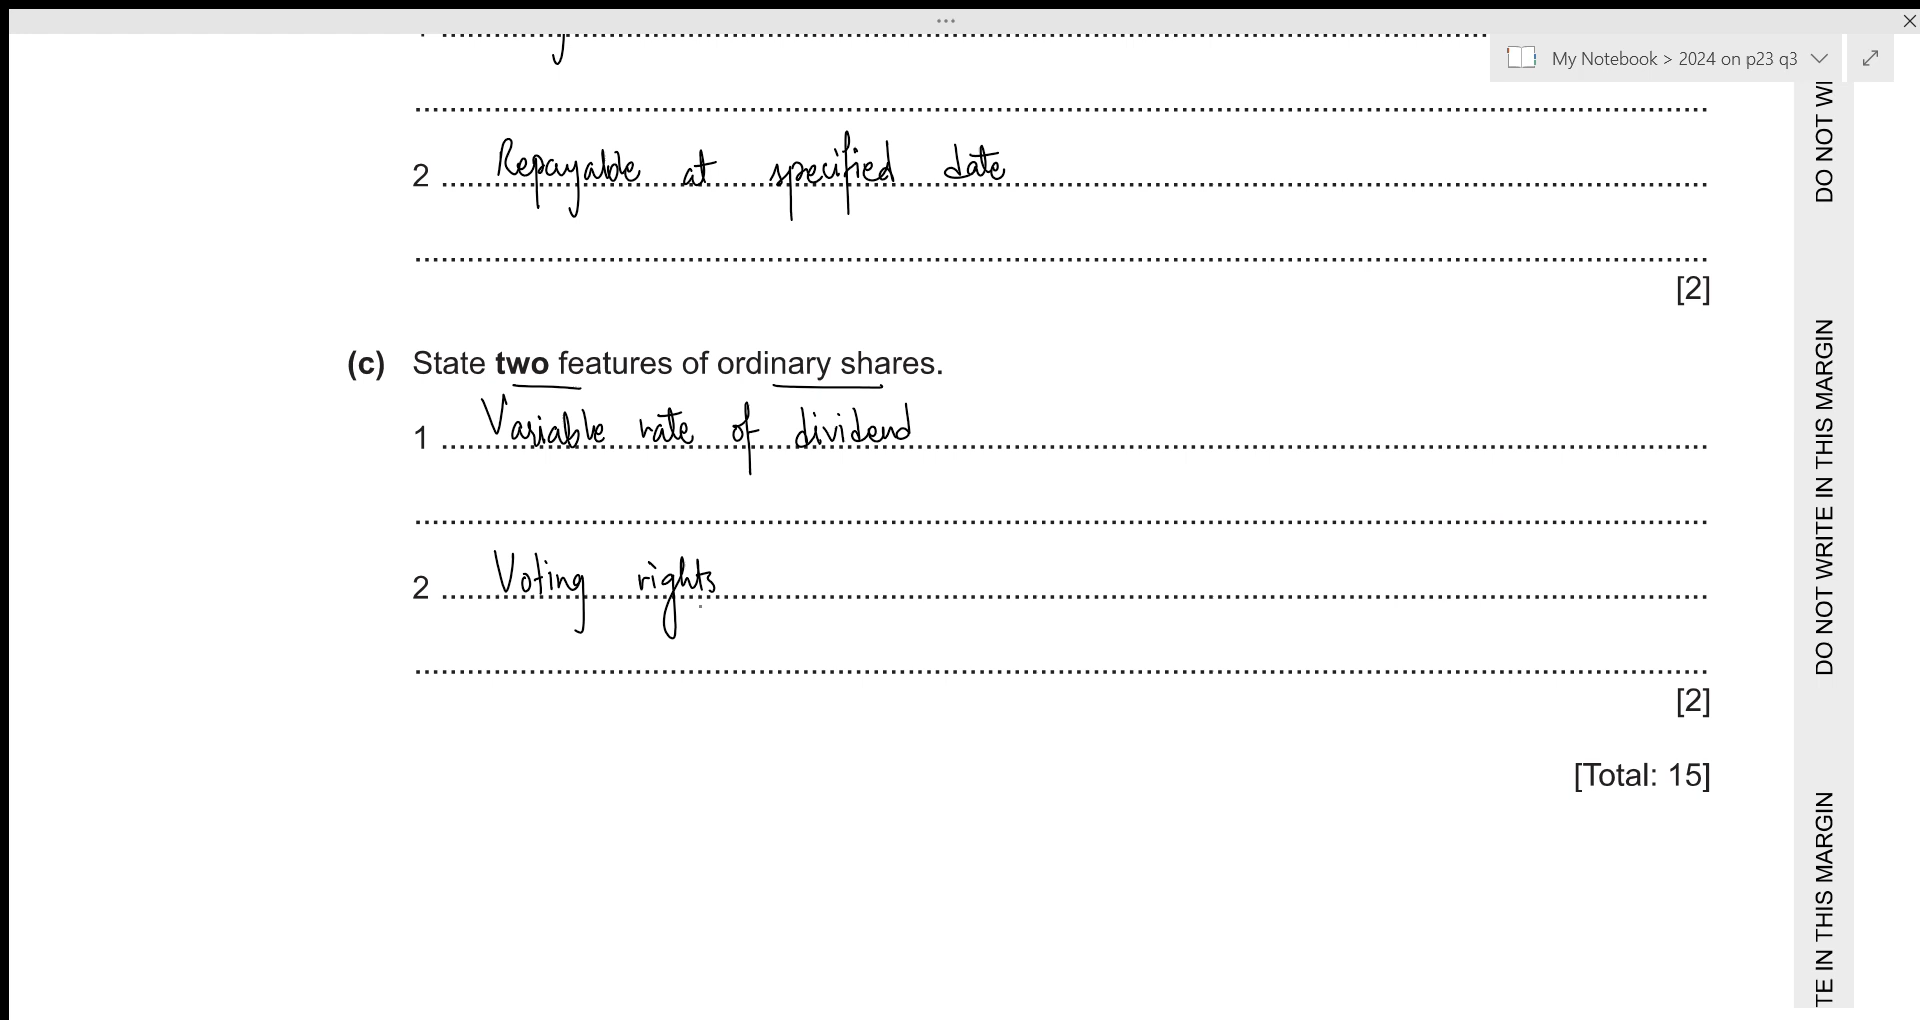 My Notebook > 2024 on p23 q3
2 Repayable at specified date
[2]
(c) State two features of ordinary shares.
1 Variable rate of dividend
2 Voting rights
[2]
[Total: 15]
DO NOT WI
DO NOT WRITE IN THIS MARGIN
TE IN THIS MARGIN